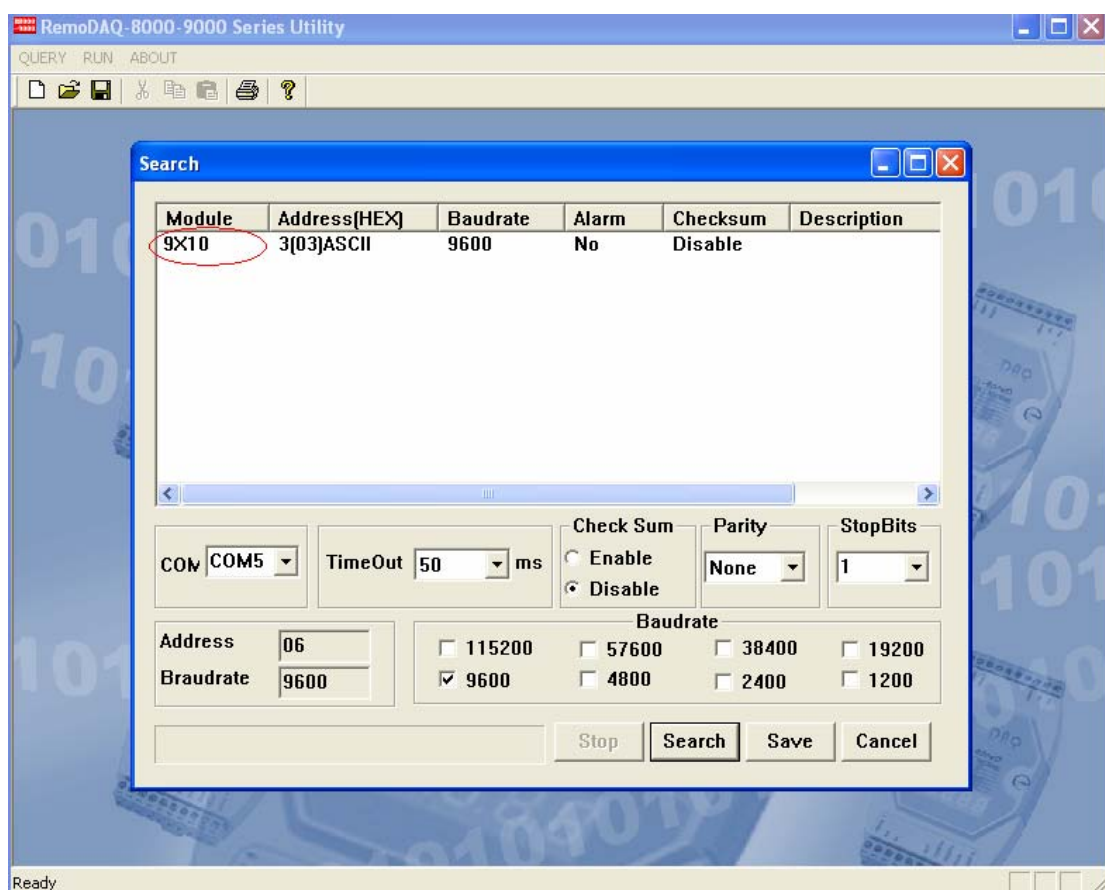 RemoDAQ-8000-9000 Series Utility
QUERY RUN ABOUT
Search
Module Address(HEX) Baudrate Alarm Checksum Description
9X10 3(03)ASCII 9600 No Disable
Check Sum Parity StopBits
COM COM5 TimeOut 50 ms Enable None 1
Disable
Baudrate
Address 06 115200 57600 38400 19200
Braudrate 9600 9600 4800 2400 1200
Stop Search Save Cancel
Ready